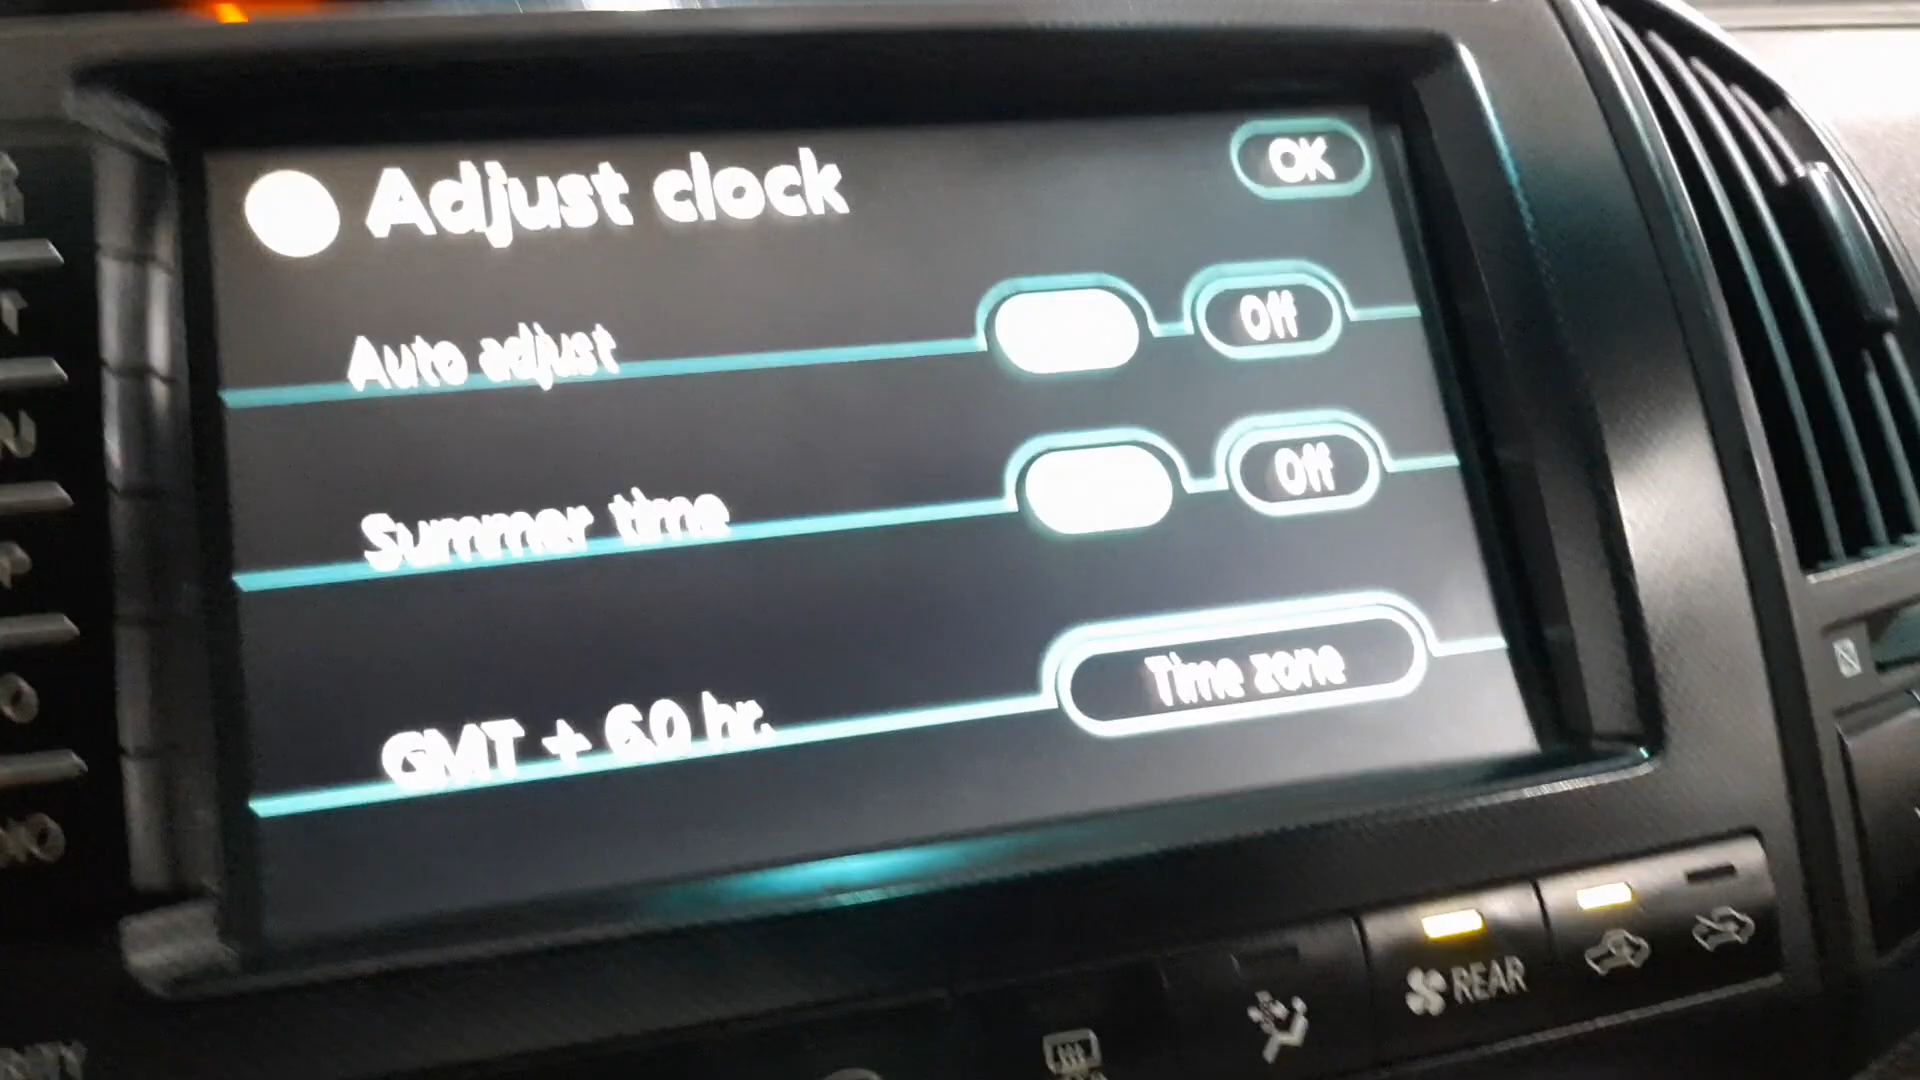 Adjust clock
OK
Auto adjust
Off
Summer time
Off
GMT + 6.0 hr.
Time zone
REAR